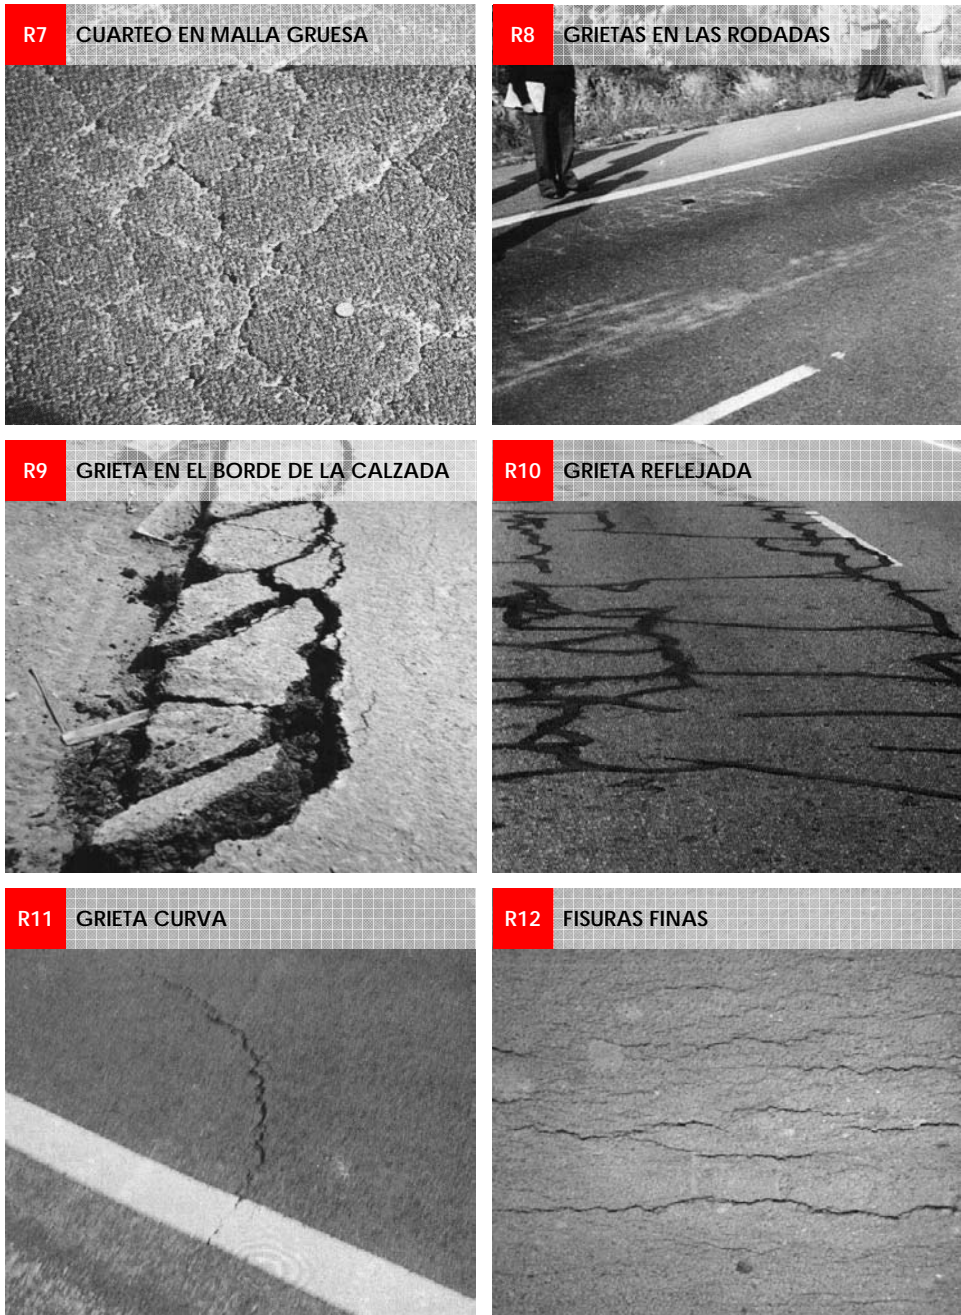 R7 CUARTEO EN MALLA GRUESA
R8 GRIETAS EN LAS RODADAS
R9 GRIETA EN EL BORDE DE LA CALZADA
R10 GRIETA REFLEJADA
R11 GRIETA CURVA
R12 FISURAS FINAS